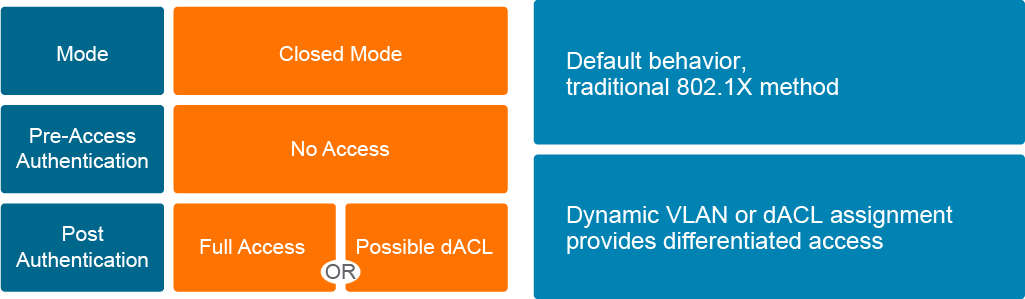 Mode
Closed Mode
Pre-Access
Authentication
No Access
Post
Authentication
Full Access
OR
Possible dACL
Default behavior,
traditional 802.1X method
Dynamic VLAN or dACL assignment
provides differentiated access